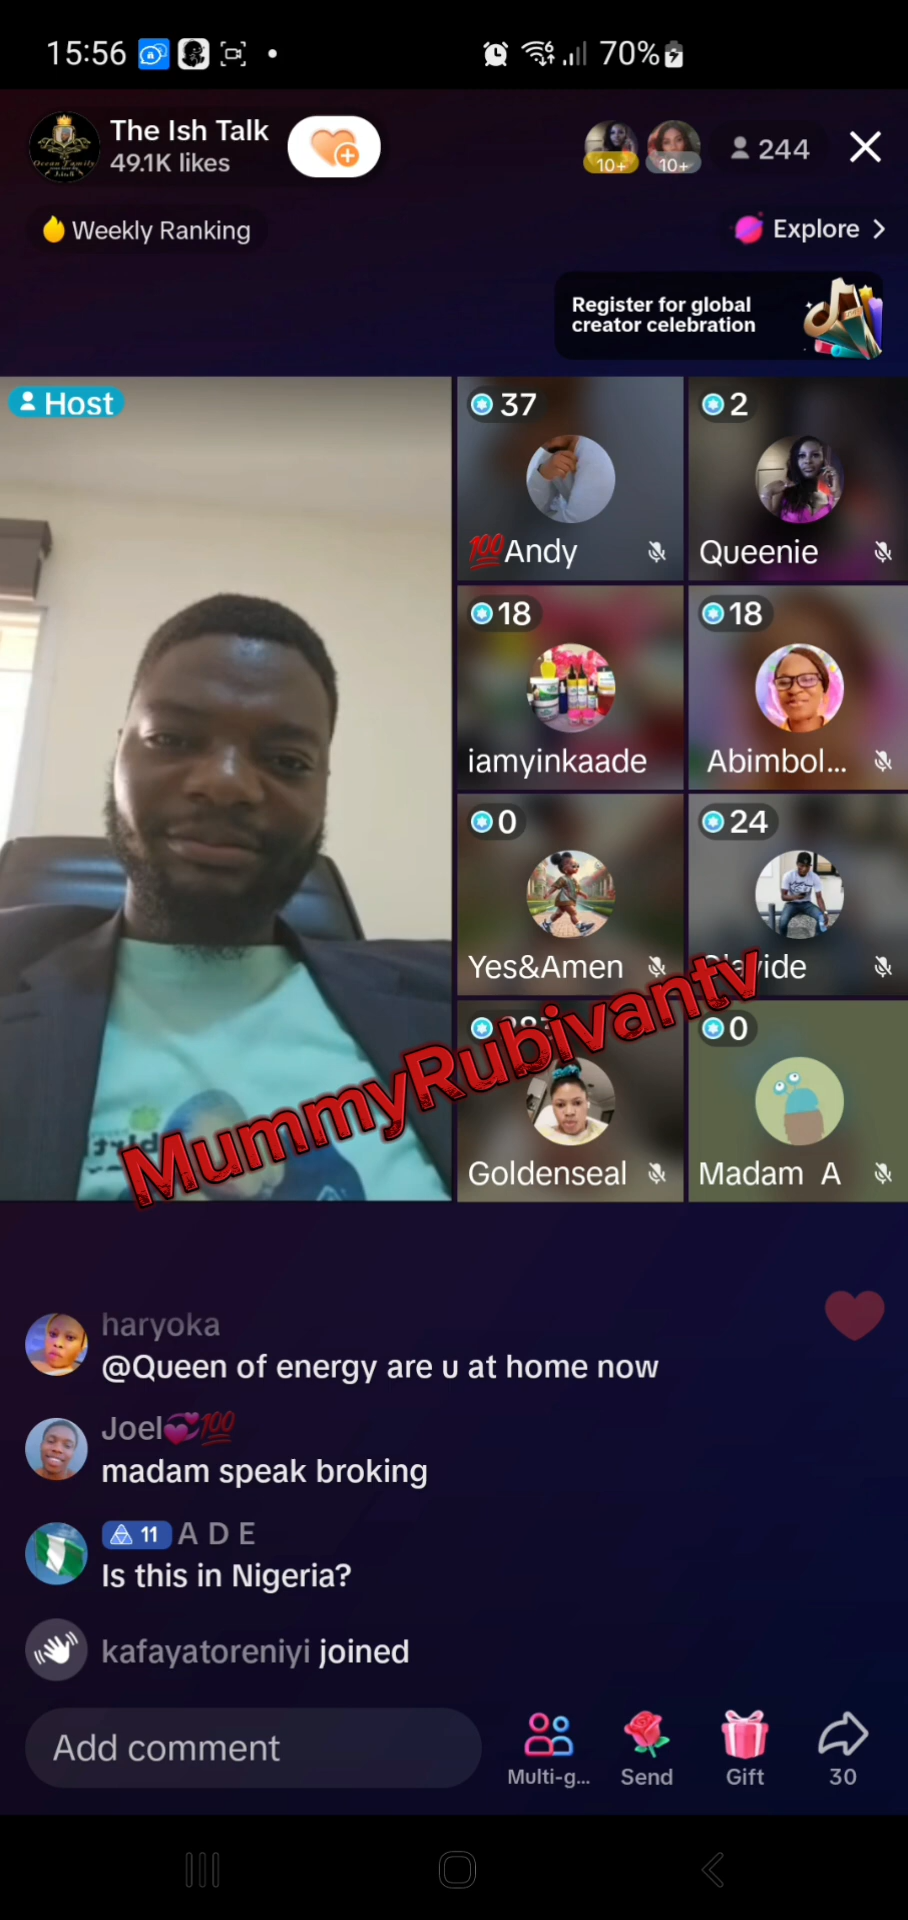 15:56
70%
The Ish Talk
49.1K likes
10+
10+
244
Weekly Ranking
Explore >
Register for global
creator celebration
Host
37
💯Andy
2
Queenie
18
iamyinkaade
18
Abimbol...
0
Yes&Amen
24
Goldenseal
0
Madam A
MummyRubivantv
haryoka
@Queen of energy are u at home now
Joel💞💯
madam speak broking
11 A D E
Is this in Nigeria?
kafayatoreniyi joined
Add comment
Multi-g...
Send
Gift
30